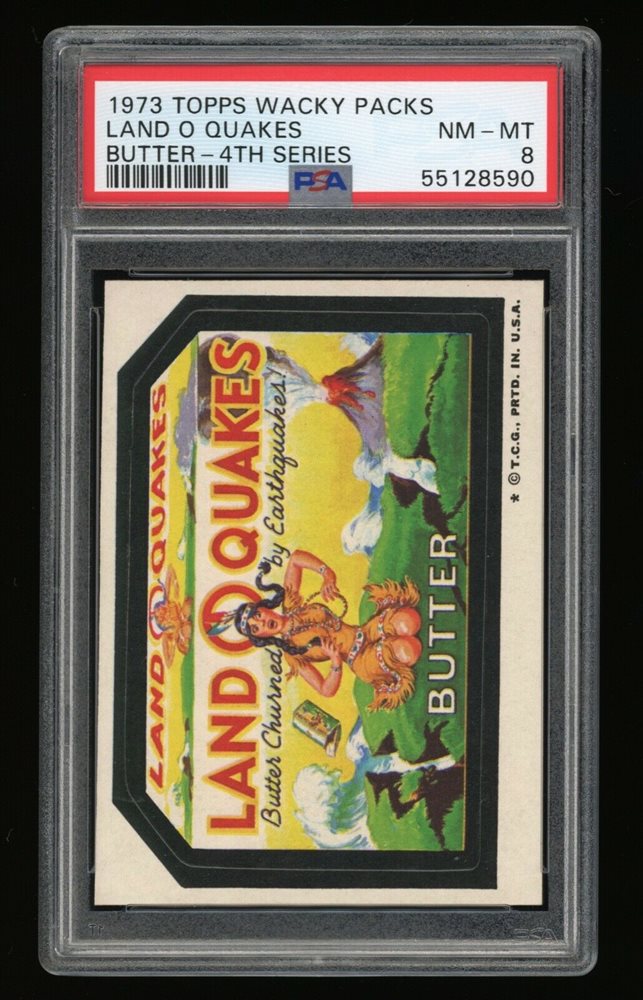 1973 TOPPS WACKY PACKS
LAND O QUAKES NM-MT
BUTTER-4TH SERIES 8
PSA 55128590
LAND O QUAKES
LAND O QUAKES
Butter Churned by Earthquakes!
BUTTER
* © T.C.G., PRTD. IN. U.S.A.
PSA